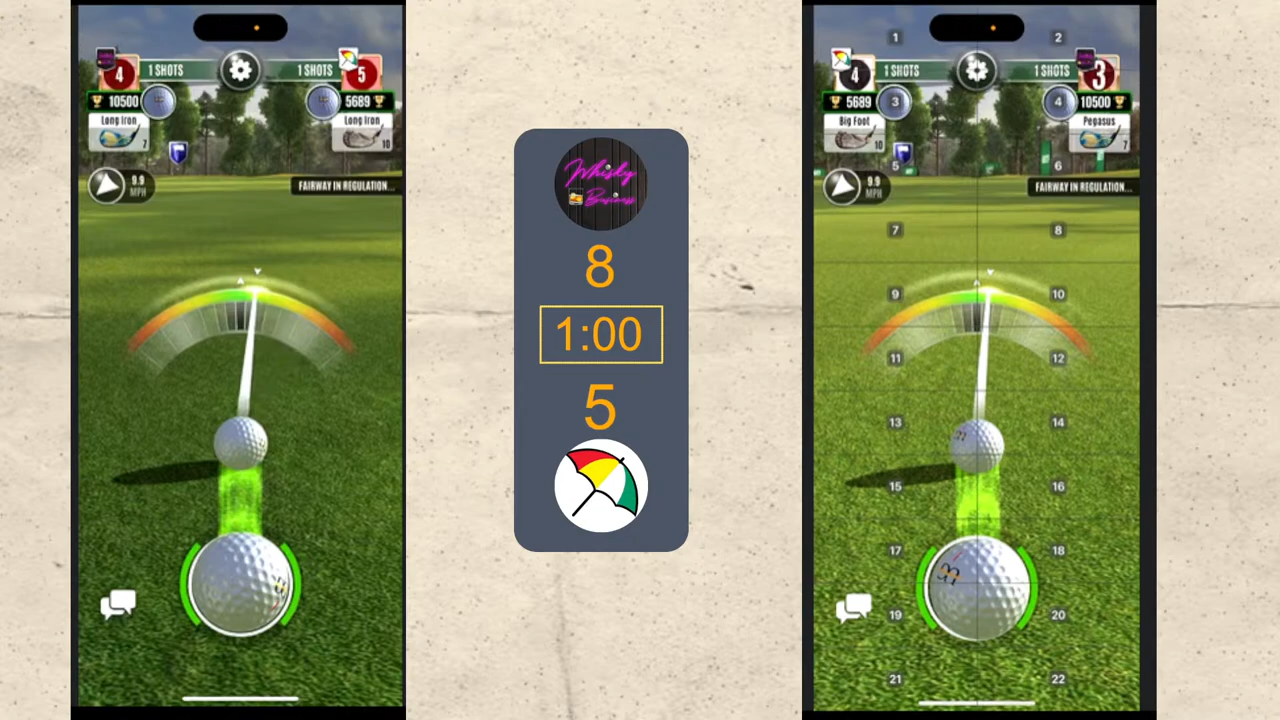 4
1 SHOTS
1 SHOTS
5
10500
5689
Long Iron
7
Long Iron
10
9.9
MPH
FAIRWAY IN REGULATION...
Whisky
Business
8
1:00
5
1
2
4
1 SHOTS
1 SHOTS
3
5689
3
4
10500
Big Foot
10
Pegasus
7
5
6
9.9
MPH
FAIRWAY IN REGULATION...
7
8
9
10
11
12
13
14
15
16
17
18
19
20
21
22